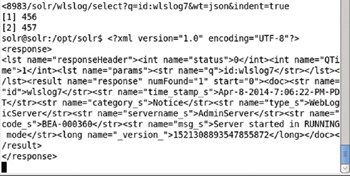 <8983/solr/wlslog/select?q=id:wlslog7&wt=json&indent=true
[1] 456
[2] 457
solr@solr:/opt/solr$ <?xml version="1.0" encoding="UTF-8"?>
<response>
<lst name="responseHeader"><int name="status">0</int><int name="QTi
me">1</int><lst name="params"><str name="q">id:wlslog7</str></lst><
/lst><result name="response" numFound="1" start="0"><doc><str name=
"id">wlslog7</str><str name="time_stamp_s">Apr-8-2014-7:06:22-PM-PD
T</str><str name="category_s">Notice</str><str name="type_s">WebLog
icServer</str><str name="servername_s">AdminServer</str><str name="
code_s">BEA-000360</str><str name="msg_s">Server started in RUNNING
 mode</str><long name="_version_">1521308893547855872</long></doc><
/result>
</response>